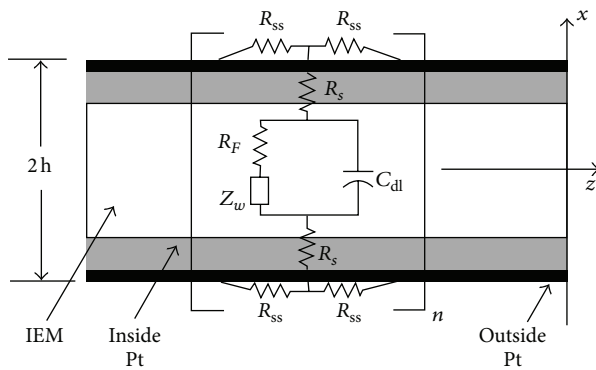 R_ss R_ss
x
R_s
R_F
2 h
C_dl
z
Z_w
R_s
R_ss R_ss
n
IEM
Inside
Pt
Outside
Pt